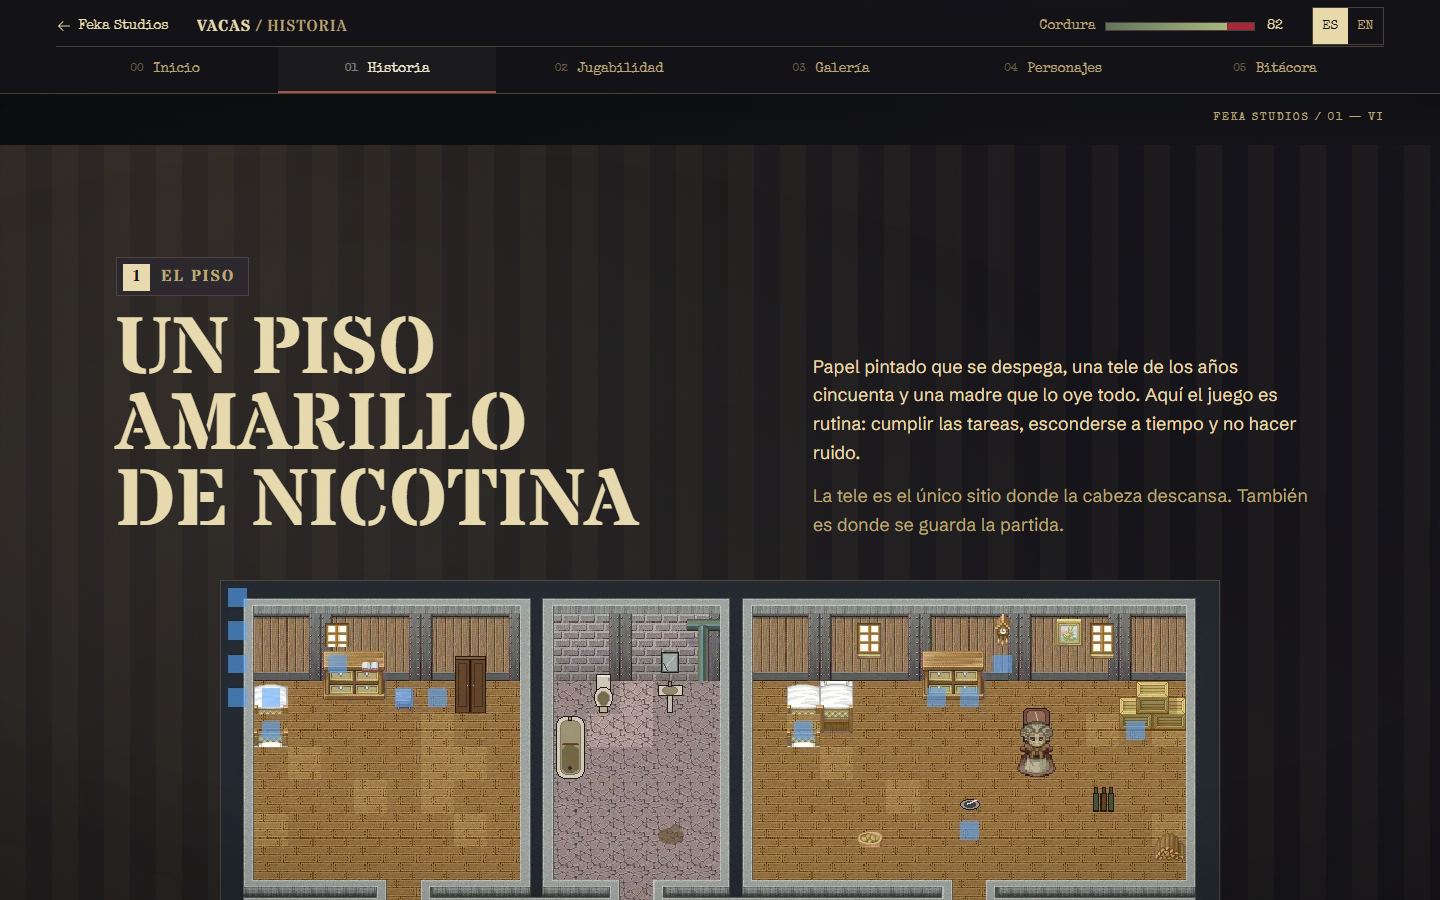 ← Feka Studios VACAS / HISTORIA Cordura 82 ES EN
00 Inicio 01 Historia 02 Jugabilidad 03 Galería 04 Personajes 05 Bitácora
FEKA STUDIOS / 01 — VI
1 EL PISO
UN PISO
AMARILLO
DE NICOTINA
Papel pintado que se despega, una tele de los años
cincuenta y una madre que lo oye todo. Aquí el juego es
rutina: cumplir las tareas, esconderse a tiempo y no hacer
ruido.
La tele es el único sitio donde la cabeza descansa. También
es donde se guarda la partida.